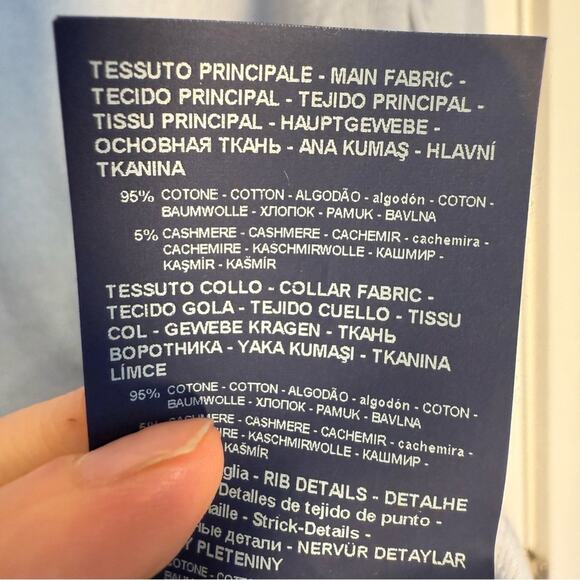 TESSUTO PRINCIPALE - MAIN FABRIC -
TECIDO PRINCIPAL - TEJIDO PRINCIPAL -
TISSU PRINCIPAL - HAUPTGEWEBE -
ОСНОВНАЯ ТКАНЬ - ANA KUMAŞ - HLAVNÍ
TKANINA
95% COTONE - COTTON - ALGODÃO - algodón - COTON -
BAUMWOLLE - ХЛОПОК - PAMUK - BAVLNA
5% CASHMERE - CASHMERE - CACHEMIR - cachemira -
CACHEMIRE - KASCHMIRWOLLE - КАШМИР -
KAŞMİR - KAŠMÍR
TESSUTO COLLO - COLLAR FABRIC -
TECIDO GOLA - TEJIDO CUELLO - TISSU
COL - GEWEBE KRAGEN - ТКАНЬ
ВОРОТНИКА - YAKA KUMAŞI - TKANINA
LÍMCE
95% COTONE - COTTON - ALGODÃO - algodón - COTON -
BAUMWOLLE - ХЛОПОК - PAMUK - BAVLNA
5% CASHMERE - CASHMERE - CACHEMIR - cachemira -
- KASCHMIRWOLLE - КАШМИР -
- KAŠMÍR
- RIB DETAILS - DETALHE
Detalles de tejido de punto -
- Strick-Details -
детали - NERVÜR DETAYLAR
PLETENINY
COTONE - COTTON